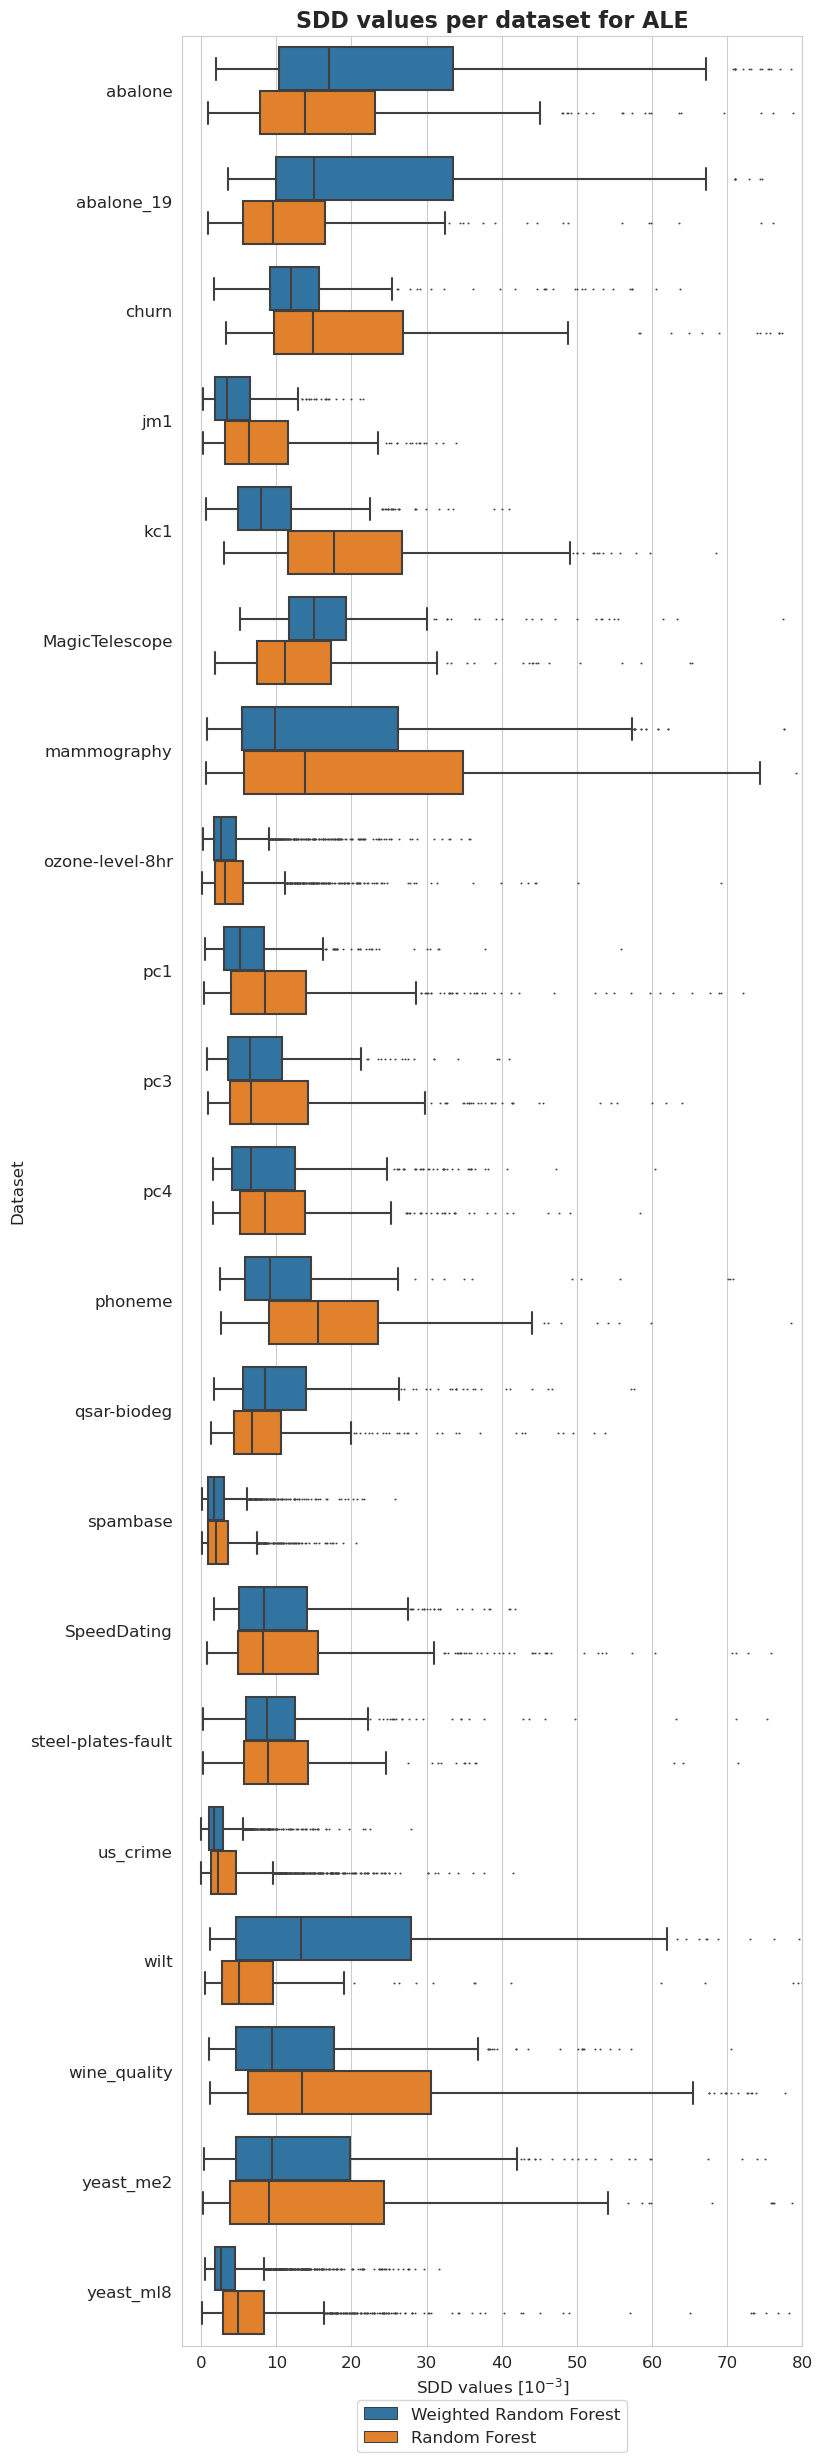 SDD values per dataset for ALE
abalone
abalone_19
churn
jm1
kc1
MagicTelescope
mammography
ozone-level-8hr
pc1
pc3
pc4
phoneme
qsar-biodeg
spambase
SpeedDating
steel-plates-fault
us_crime
wilt
wine_quality
yeast_me2
yeast_ml8
Dataset
0 10 20 30 40 50 60 70 80
SDD values [10⁻³]
Weighted Random Forest
Random Forest